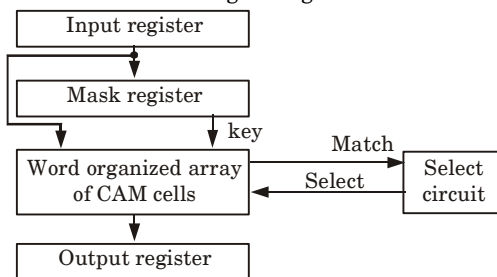 Input register
Mask register
key
Word organized array
of CAM cells
Match
Select
Select
circuit
Output register